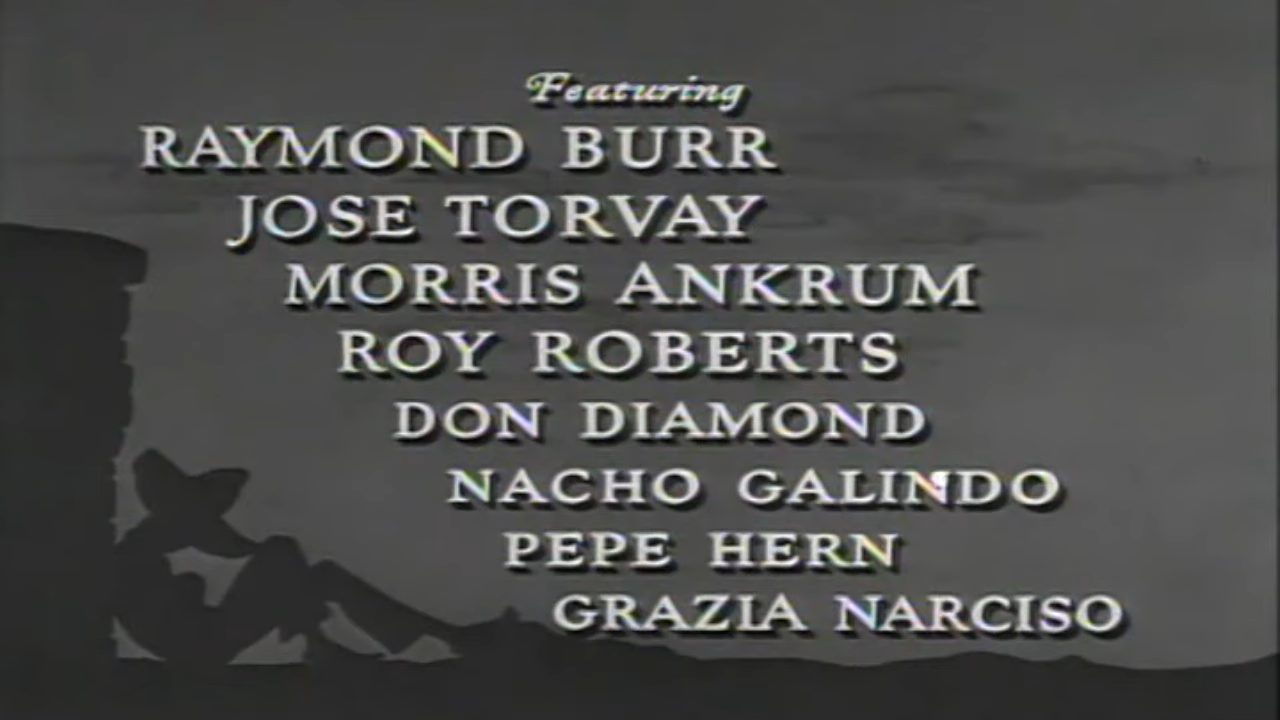 Featuring
RAYMOND BURR
JOSE TORVAY
MORRIS ANKRUM
ROY ROBERTS
DON DIAMOND
NACHO GALINDO
PEPE HERN
GRAZIA NARCISO